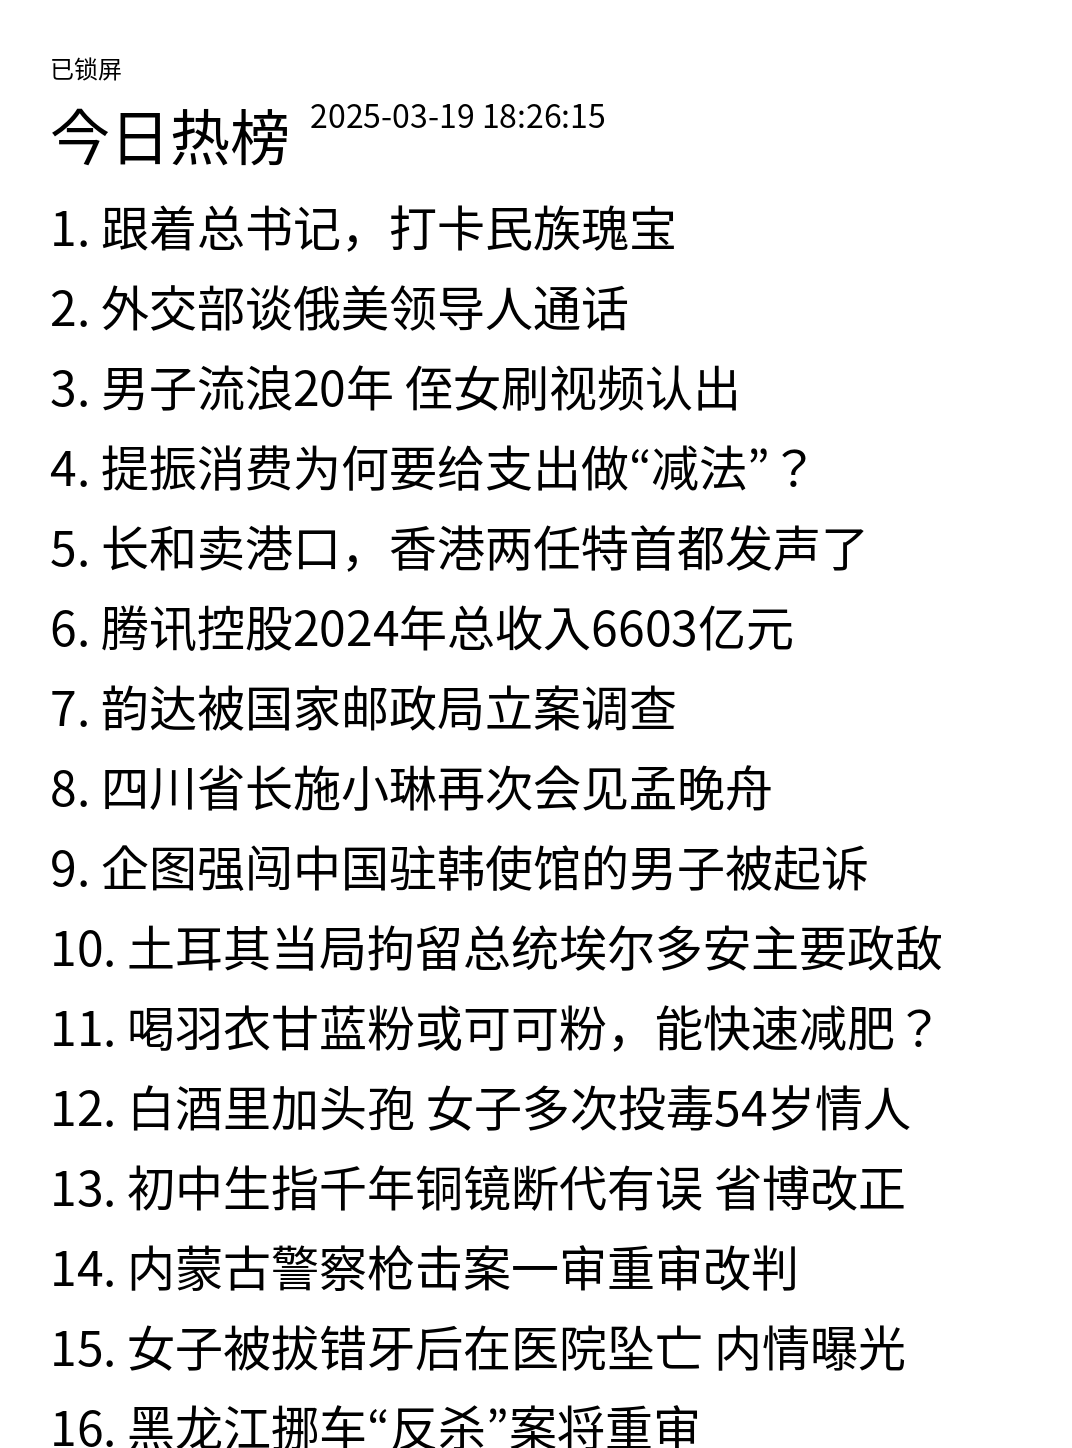 已锁屏
今日热榜 2025-03-19 18:26:15
1. 跟着总书记，打卡民族瑰宝
2. 外交部谈俄美领导人通话
3. 男子流浪20年 侄女刷视频认出
4. 提振消费为何要给支出做“减法”？
5. 长和卖港口，香港两任特首都发声了
6. 腾讯控股2024年总收入6603亿元
7. 韵达被国家邮政局立案调查
8. 四川省长施小琳再次会见孟晚舟
9. 企图强闯中国驻韩使馆的男子被起诉
10. 土耳其当局拘留总统埃尔多安主要政敌
11. 喝羽衣甘蓝粉或可可粉，能快速减肥？
12. 白酒里加头孢 女子多次投毒54岁情人
13. 初中生指千年铜镜断代有误 省博改正
14. 内蒙古警察枪击案一审重审改判
15. 女子被拔错牙后在医院坠亡 内情曝光
16. 黑龙江挪车“反杀”案将重审